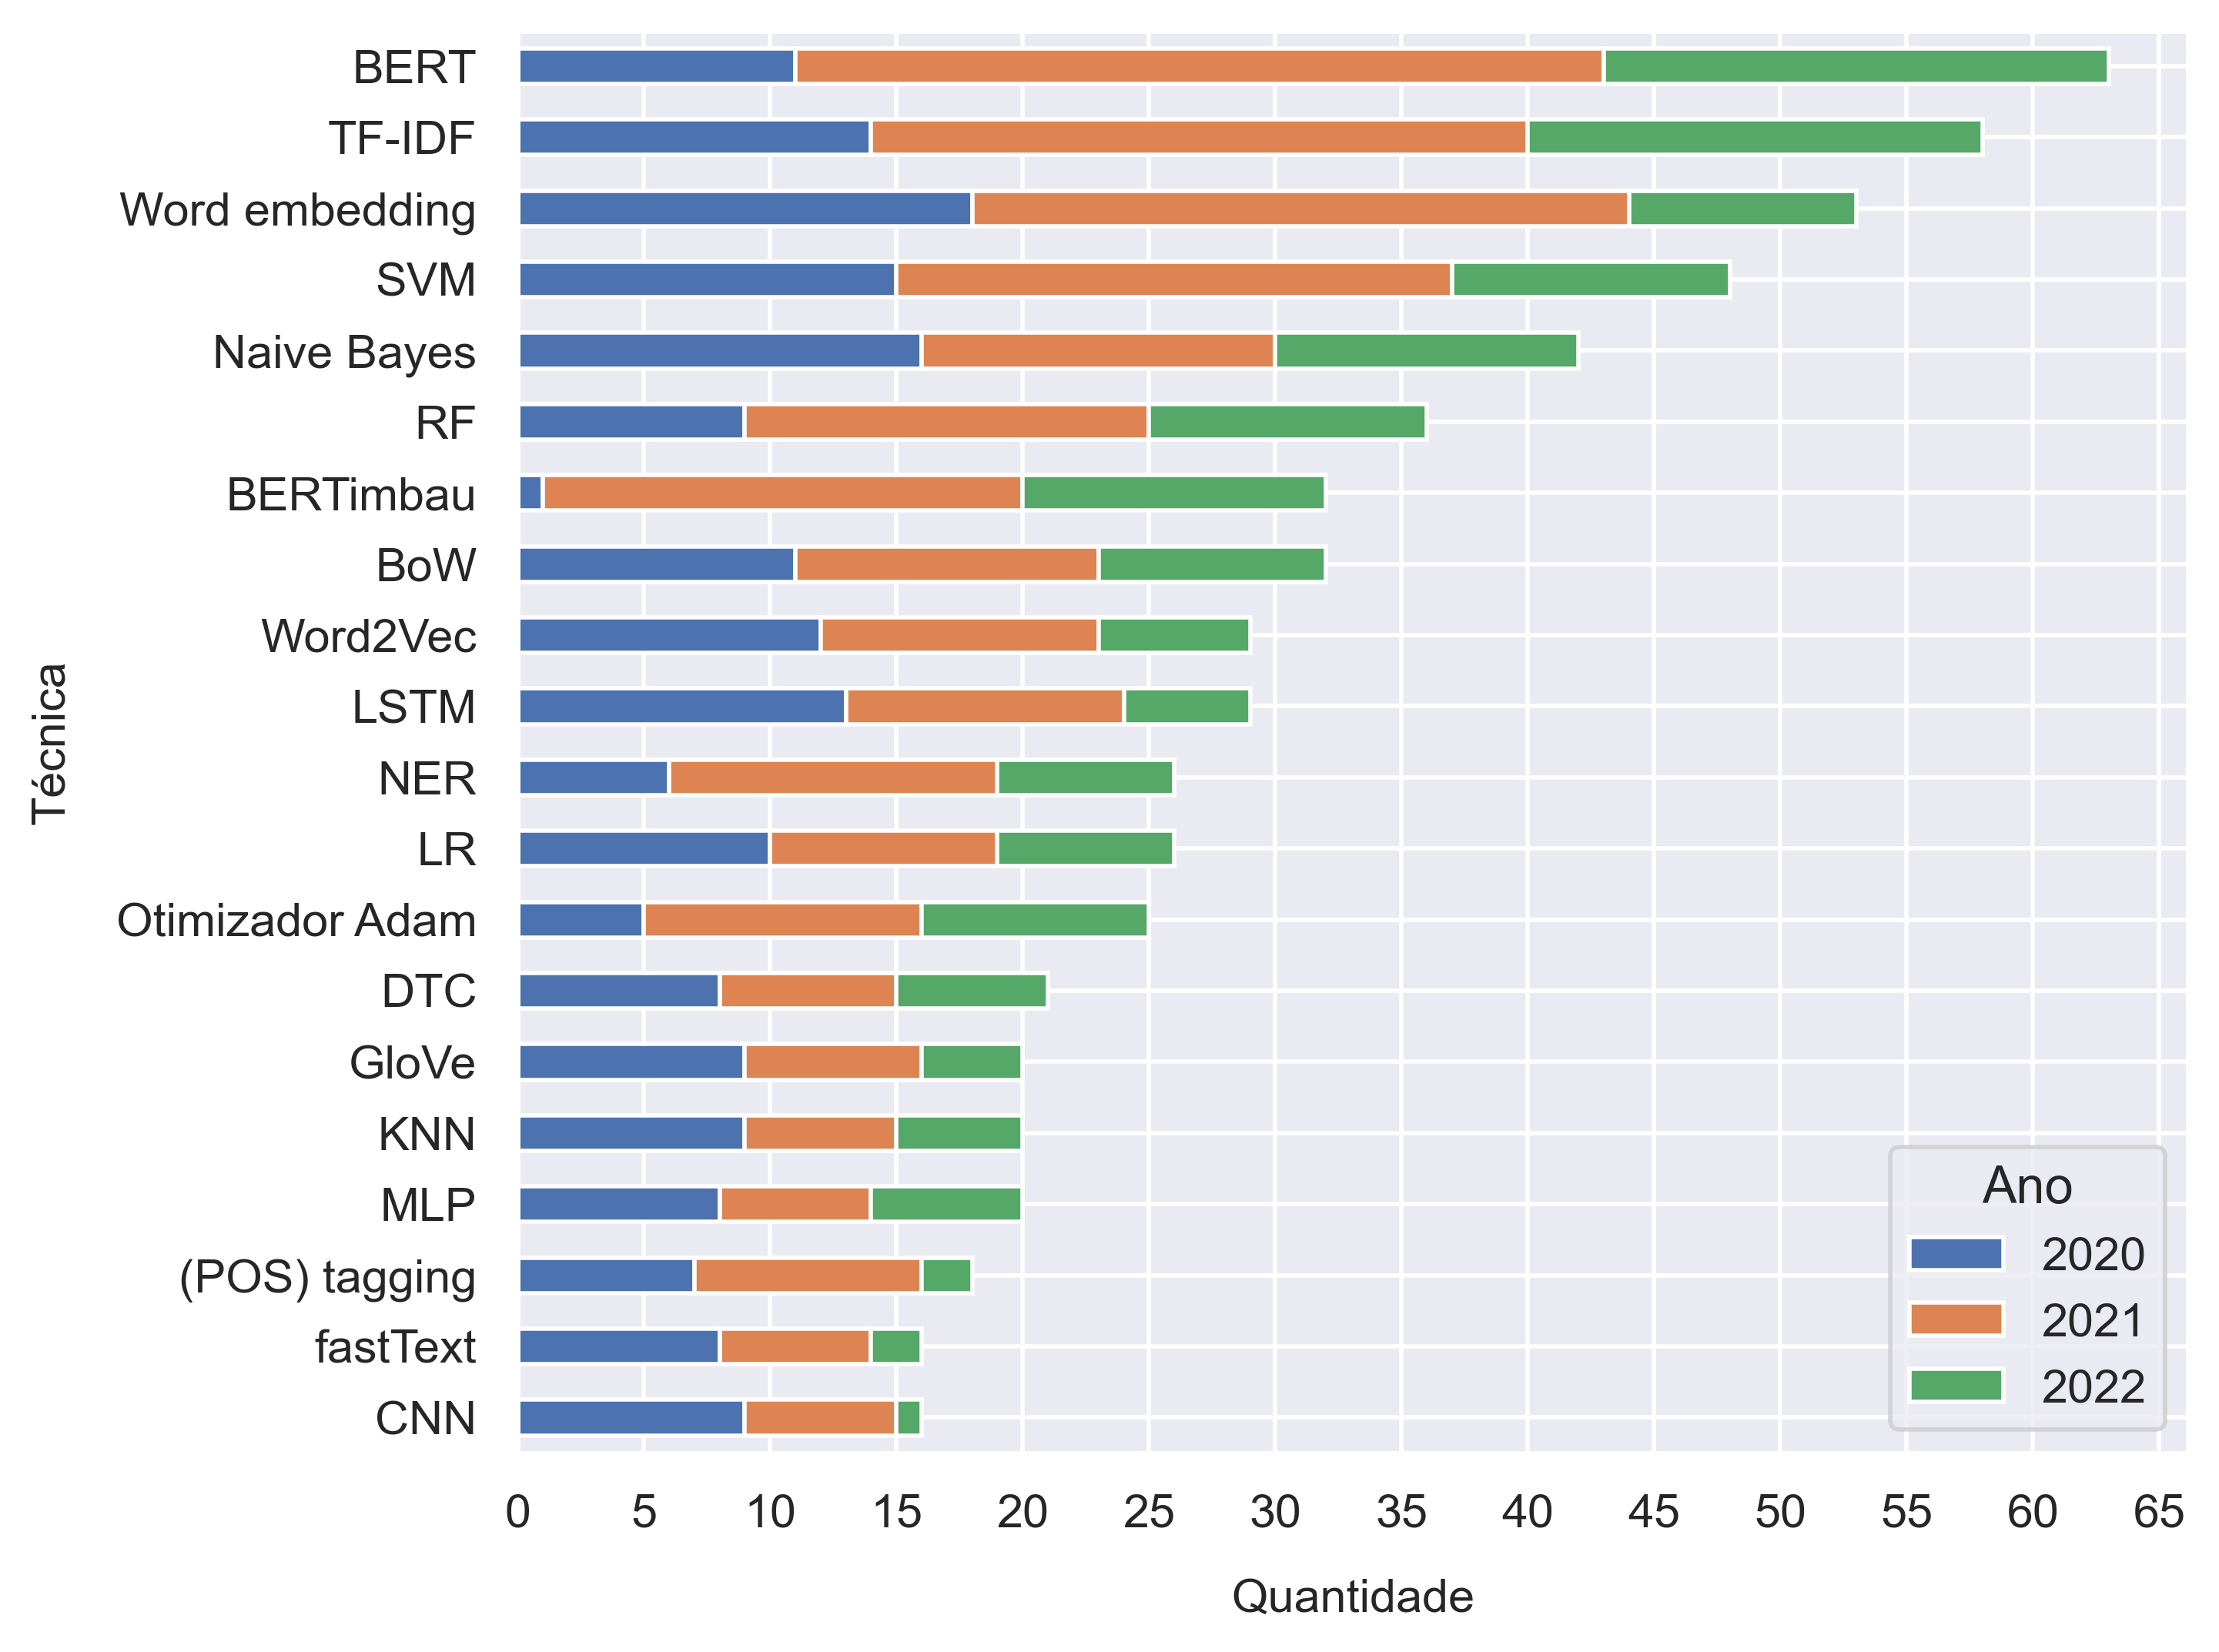 BERT
TF-IDF
Word embedding
SVM
Naive Bayes
RF
BERTimbau
BoW
Word2Vec
LSTM
NER
LR
Otimizador Adam
DTC
GloVe
KNN
MLP
(POS) tagging
fastText
CNN
Técnica
0 5 10 15 20 25 30 35 40 45 50 55 60 65
Quantidade
Ano
2020
2021
2022